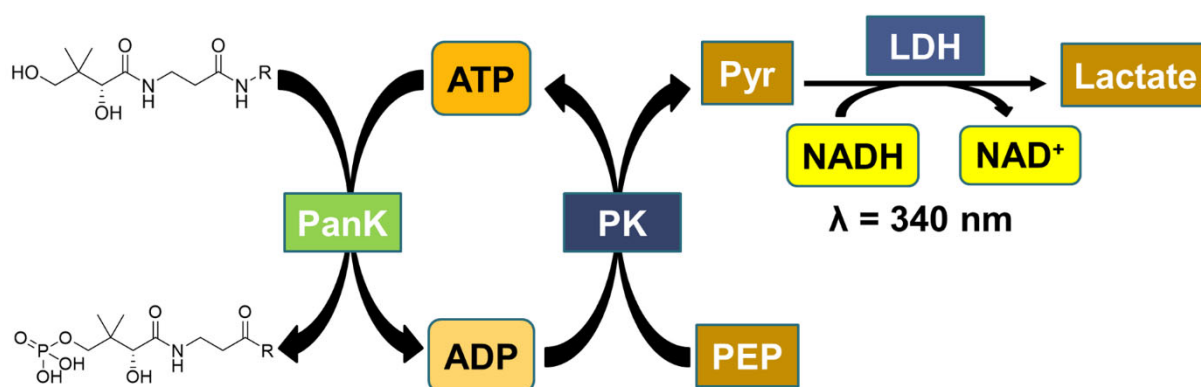 HO
OH
O
N
H
O
N
H
R
ATP
Pyr
LDH
Lactate
NADH
NAD⁺
λ = 340 nm
PanK
PK
O
P
OH
OH
O
OH
O
N
H
O
R
ADP
PEP